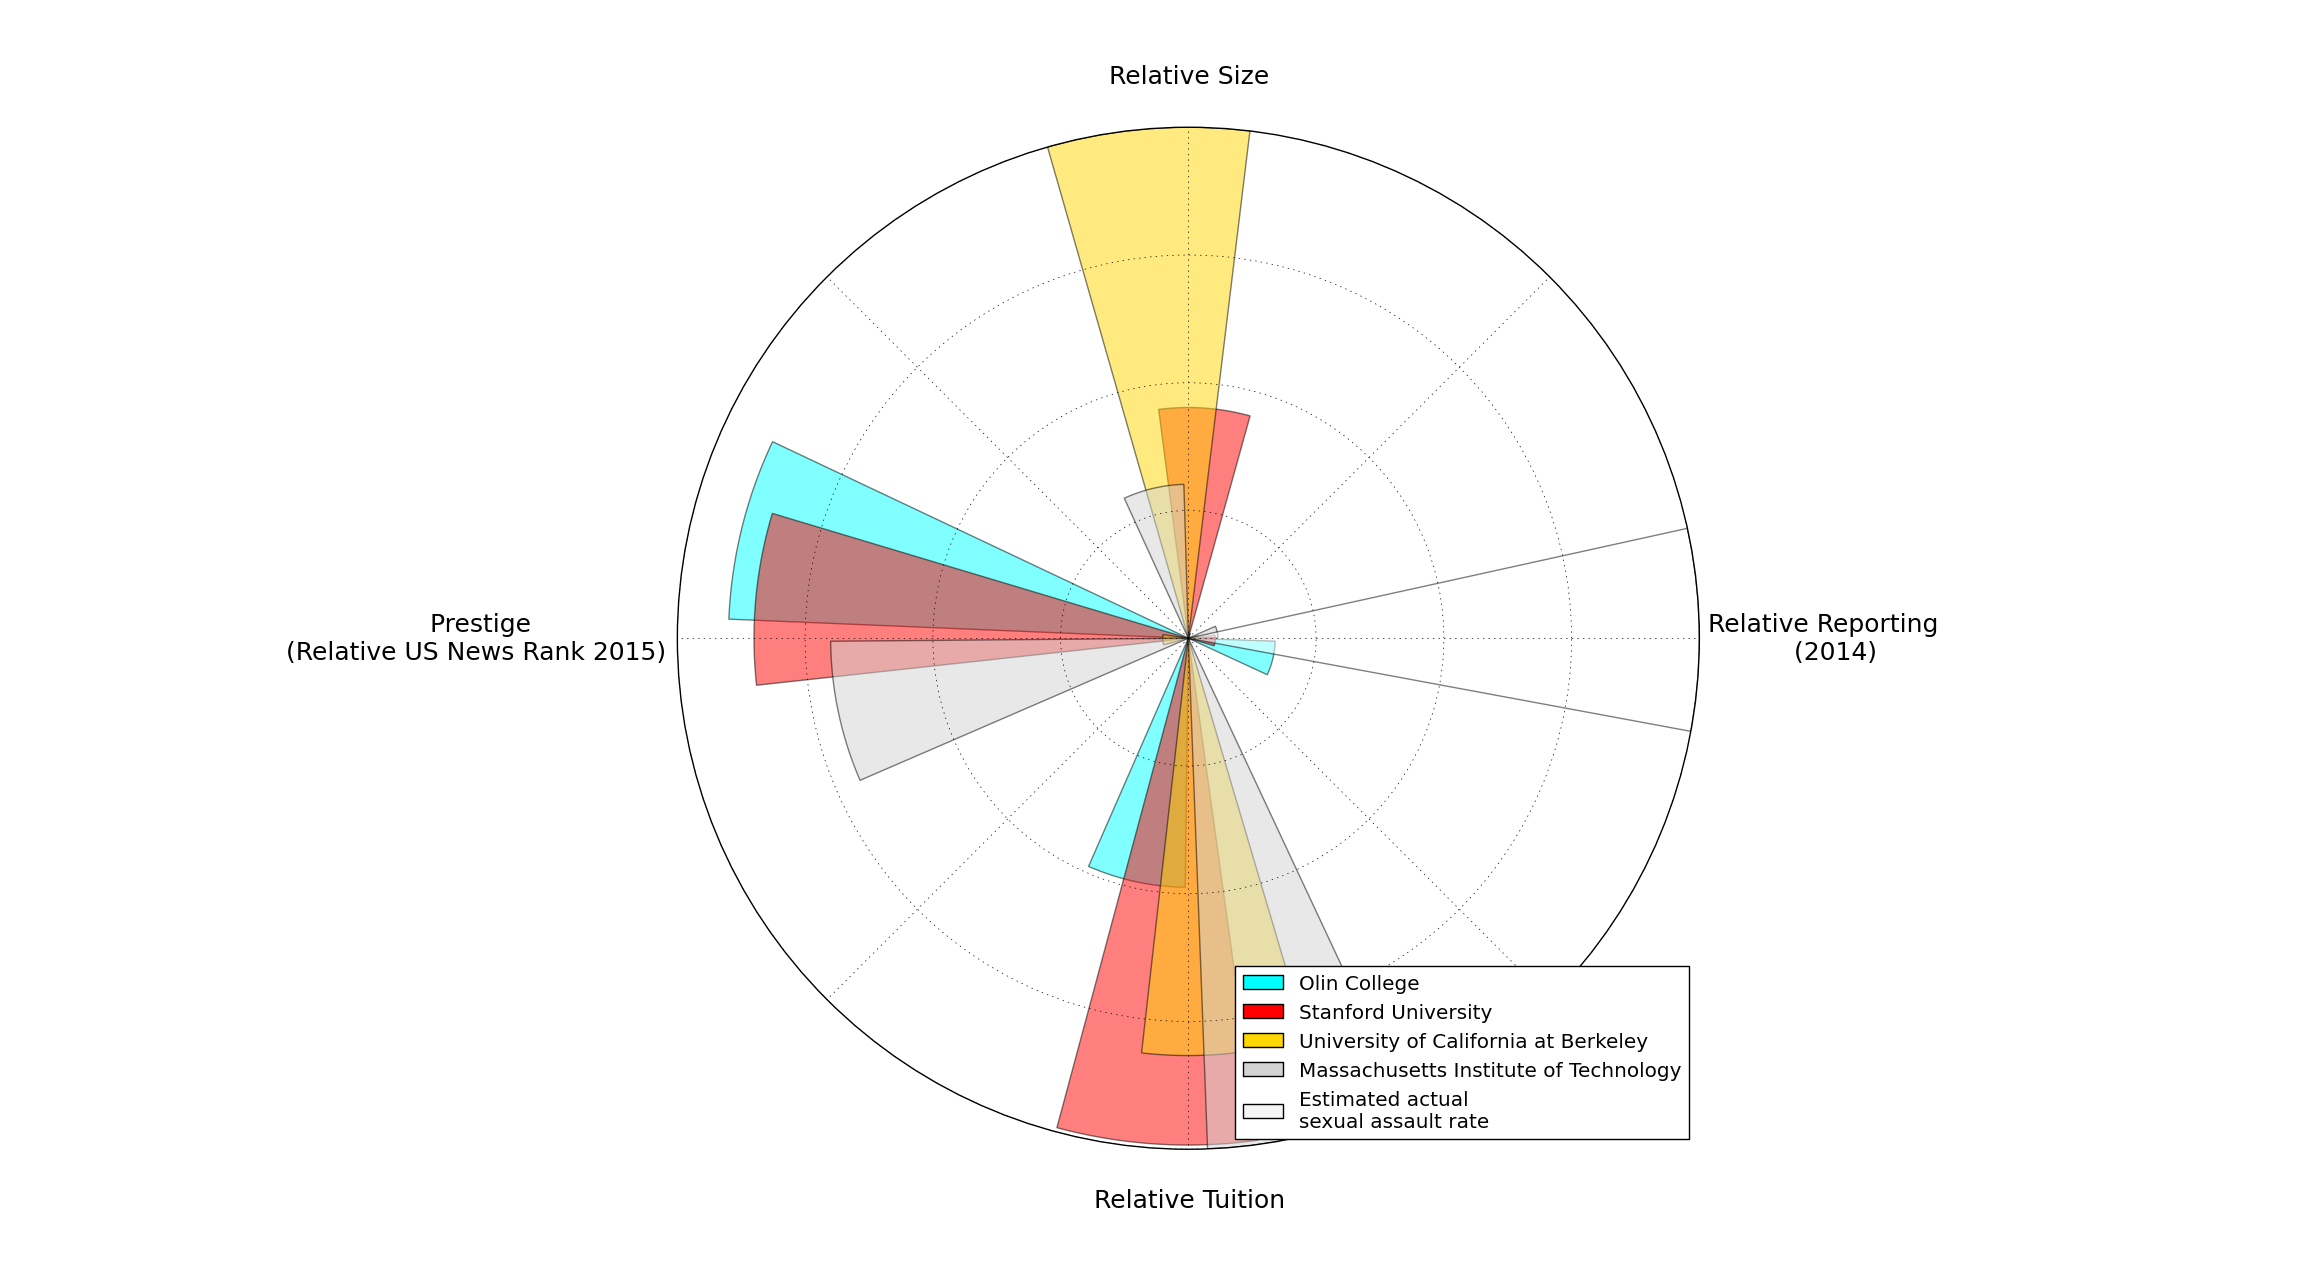 Relative Size
Prestige
(Relative US News Rank 2015)
Relative Reporting
(2014)
Olin College
Stanford University
University of California at Berkeley
Massachusetts Institute of Technology
Estimated actual
sexual assault rate
Relative Tuition